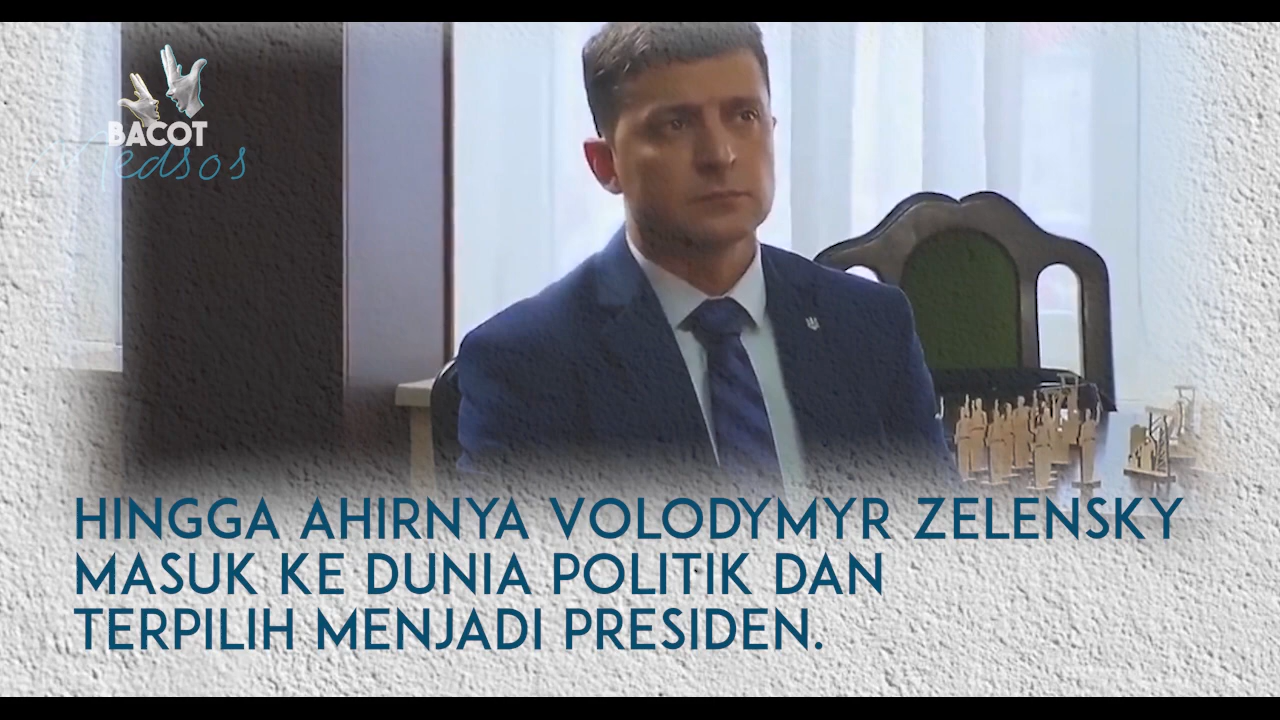 BACOT
Medsos
HINGGA AHIRNYA VOLODYMYR ZELENSKY
MASUK KE DUNIA POLITIK DAN
TERPILIH MENJADI PRESIDEN.